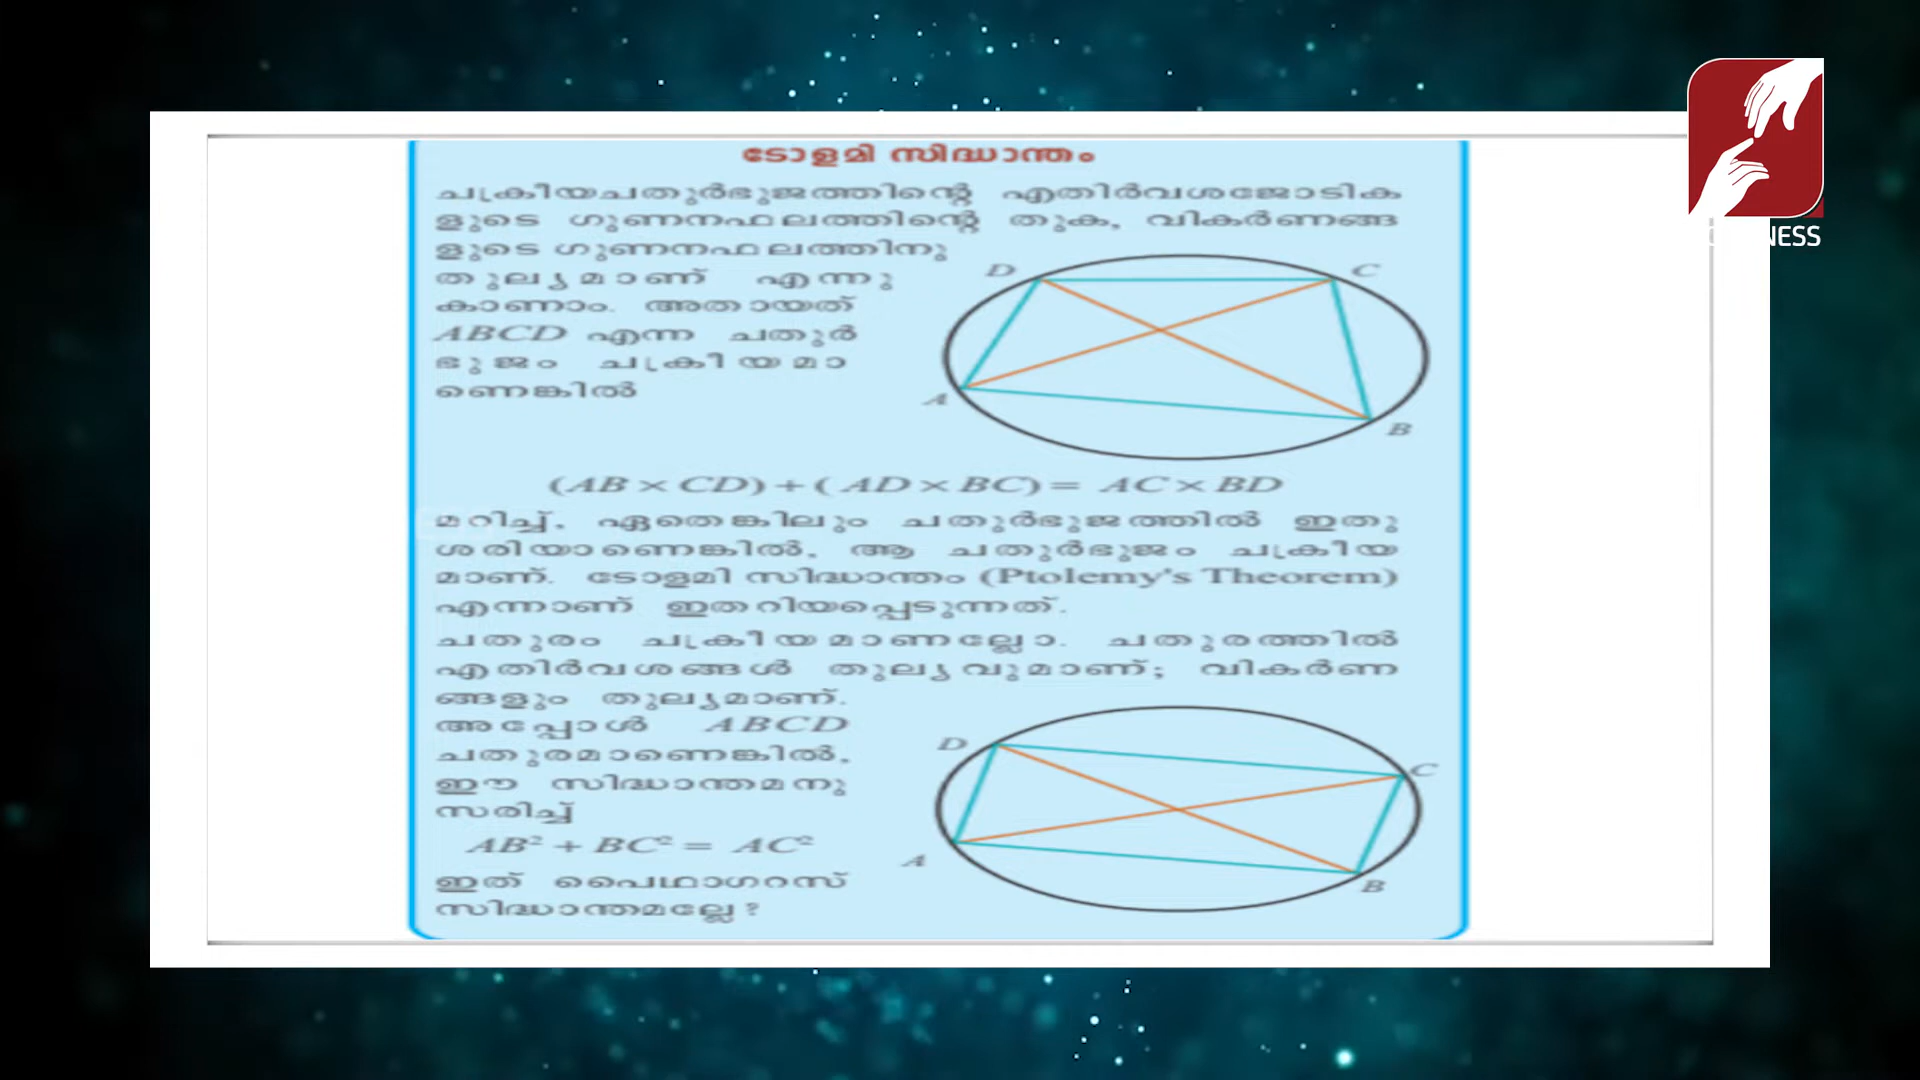 ടോളമി സിദ്ധാന്തം
ചക്രീയചതുർഭുജത്തിന്റെ എതിർവശജോടിക
ളുടെ ഗുണനഫലത്തിന്റെ തുക, വികർണങ്ങ
ളുടെ ഗുണനഫലത്തിനു
തുല്യമാണ് എന്നു
കാണാം. അതായത്
ABCD എന്ന ചതുർ
ഭുജം ചക്രീയമാ
ണെങ്കിൽ
D
C
A
B
(AB × CD) + ( AD × BC) = AC × BD
മറിച്ച്, ഏതെങ്കിലും ചതുർഭുജത്തിൽ ഇതു
ശരിയാണെങ്കിൽ, ആ ചതുർഭുജം ചക്രീയ
മാണ്. ടോളമി സിദ്ധാന്തം (Ptolemy's Theorem)
എന്നാണ് ഇതറിയപ്പെടുന്നത്.
ചതുരം ചക്രീയമാണല്ലോ. ചതുരത്തിൽ
എതിർവശങ്ങൾ തുല്യവുമാണ്; വികർണ
ങ്ങളും തുല്യമാണ്.
അപ്പോൾ ABCD
ചതുരമാണെങ്കിൽ,
ഈ സിദ്ധാന്തമനു
സരിച്ച്
AB² + BC² = AC²
ഇത് പൈഥാഗറസ്
സിദ്ധാന്തമല്ലേ?
D
C
A
B